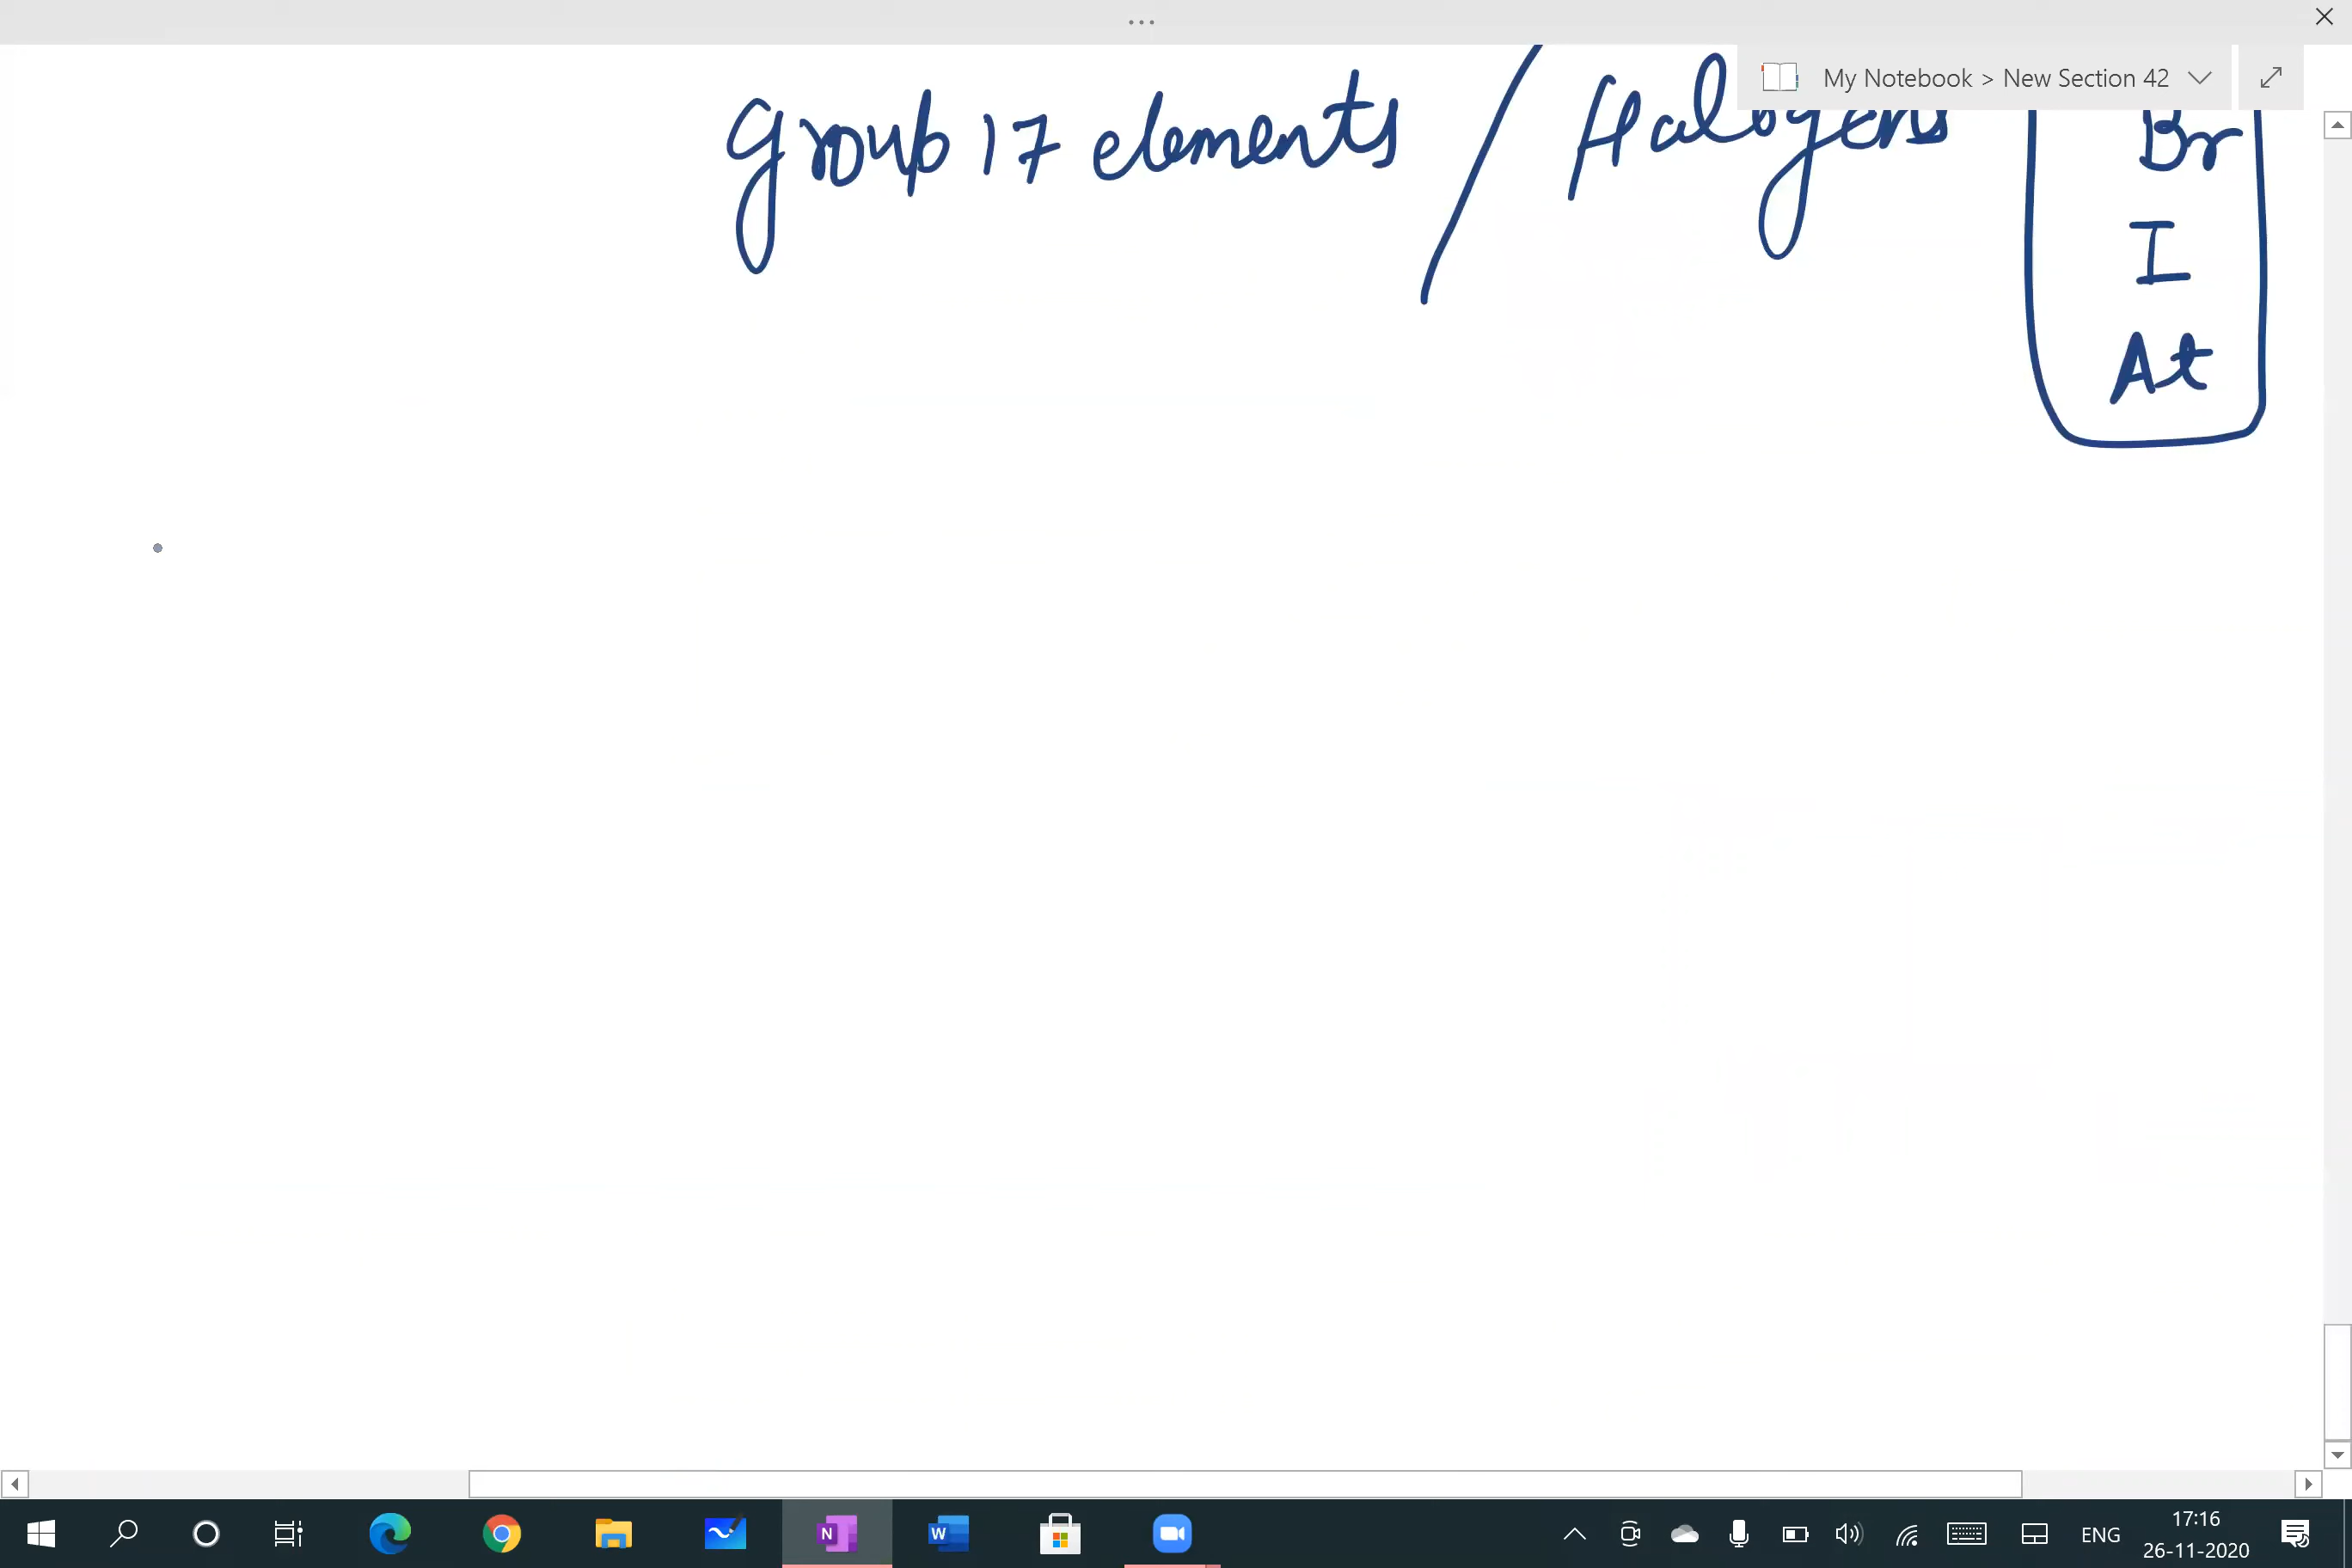 My Notebook > New Section 42
group 17 elements / Halogens
Br
I
At
ENG
17:16
26-11-2020